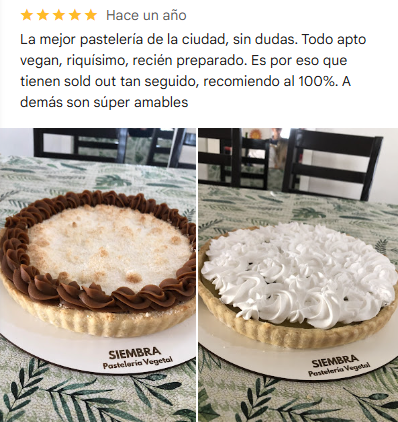 Hace un año
La mejor pastelería de la ciudad, sin dudas. Todo apto
vegan, riquísimo, recién preparado. Es por eso que
tienen sold out tan seguido, recomiendo al 100%. A
demás son súper amables
SIEMBRA
Pastelería Vegetal
SIEMBRA
Pastelería Vegetal